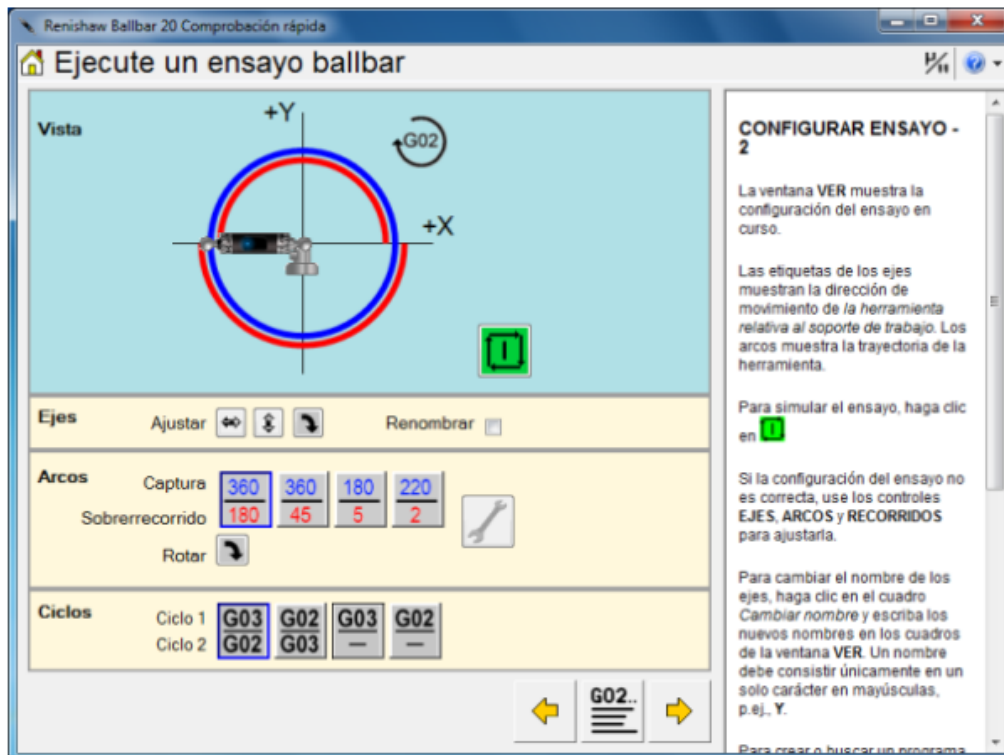 Renishaw Ballbar 20 Comprobación rápida
Ejecute un ensayo ballbar
Vista
+Y
G02
+X
Ejes
Ajustar
Renombrar
Arcos
Captura
360 360 180 220
Sobrerrecorrido
180 45 5 2
Rotar
Ciclos
Ciclo 1
G03 G02 G03 G02
Ciclo 2
G02 G03 — —
G02..
CONFIGURAR ENSAYO -
2
La ventana VER muestra la
configuración del ensayo en
curso.
Las etiquetas de los ejes
muestran la dirección de
movimiento de la herramienta
relativa al soporte de trabajo. Los
arcos muestra la trayectoria de la
herramienta.
Para simular el ensayo, haga clic
en
Si la configuración del ensayo no
es correcta, use los controles
EJES, ARCOS y RECORRIDOS
para ajustarla.
Para cambiar el nombre de los
ejes, haga clic en el cuadro
Cambiar nombre y escriba los
nuevos nombres en los cuadros
de la ventana VER. Un nombre
debe consistir únicamente en un
solo carácter en mayúsculas,
p.ej., Y.
Para crear o buscar un programa